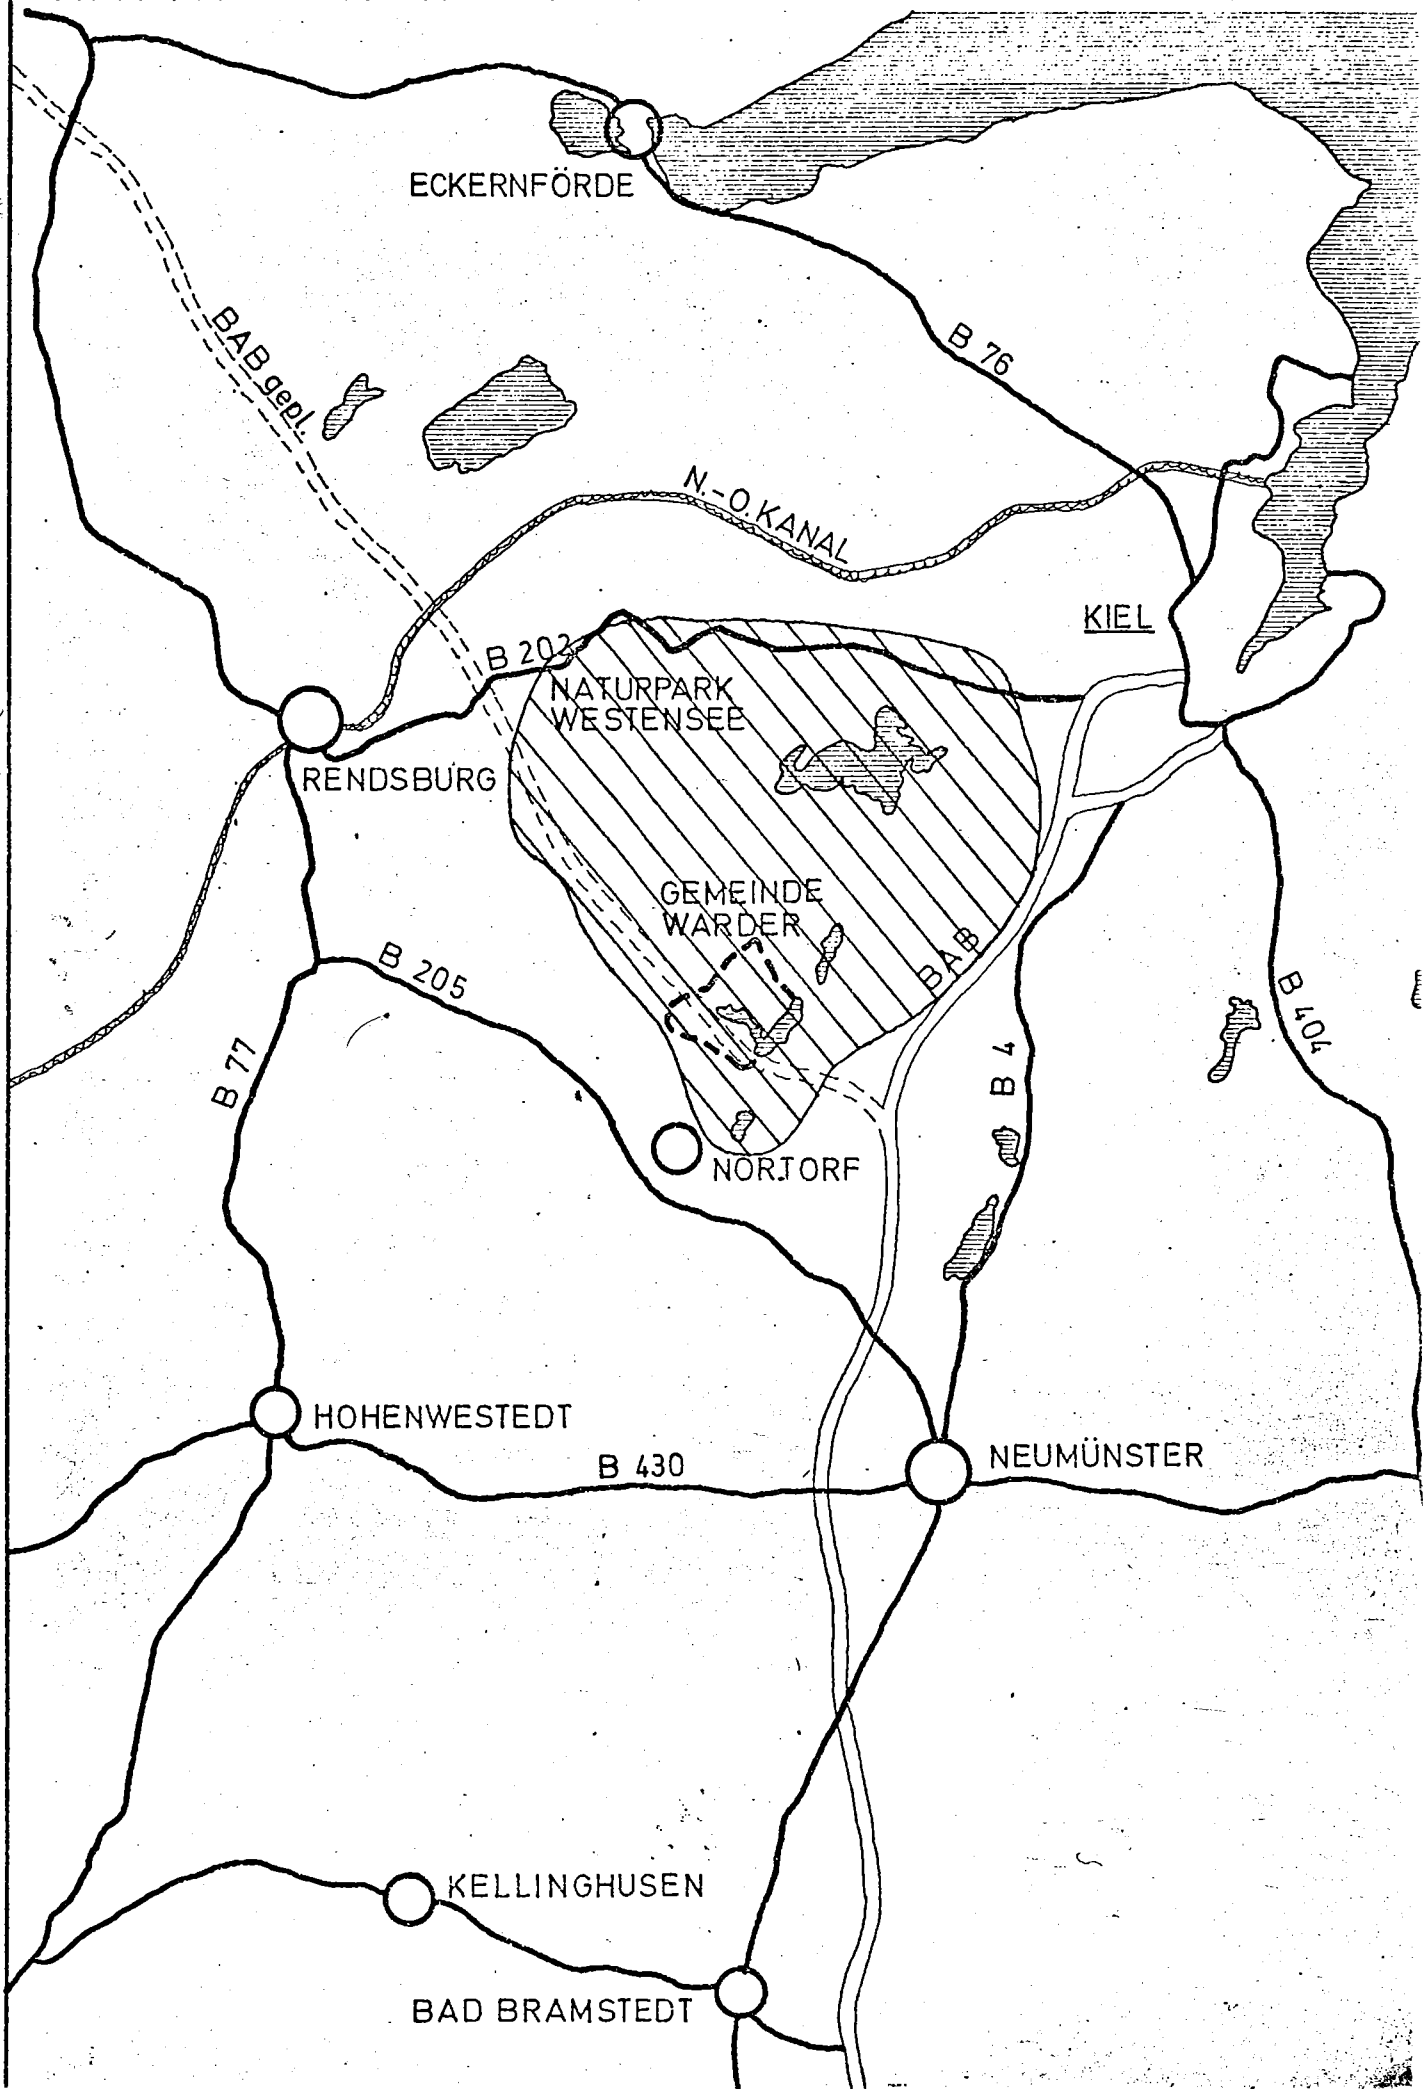 ECKERNFÖRDE
BAB gepl.
B 76
N.-O. KANAL
KIEL
B 202
NATURPARK
WESTENSEE
RENDSBURG
GEMEINDE
WARDER
BAB
B 205
B 404
B 77
B 4
NORTORF
HOHENWESTEDT
B 430
NEUMÜNSTER
KELLINGHUSEN
BAD BRAMSTEDT